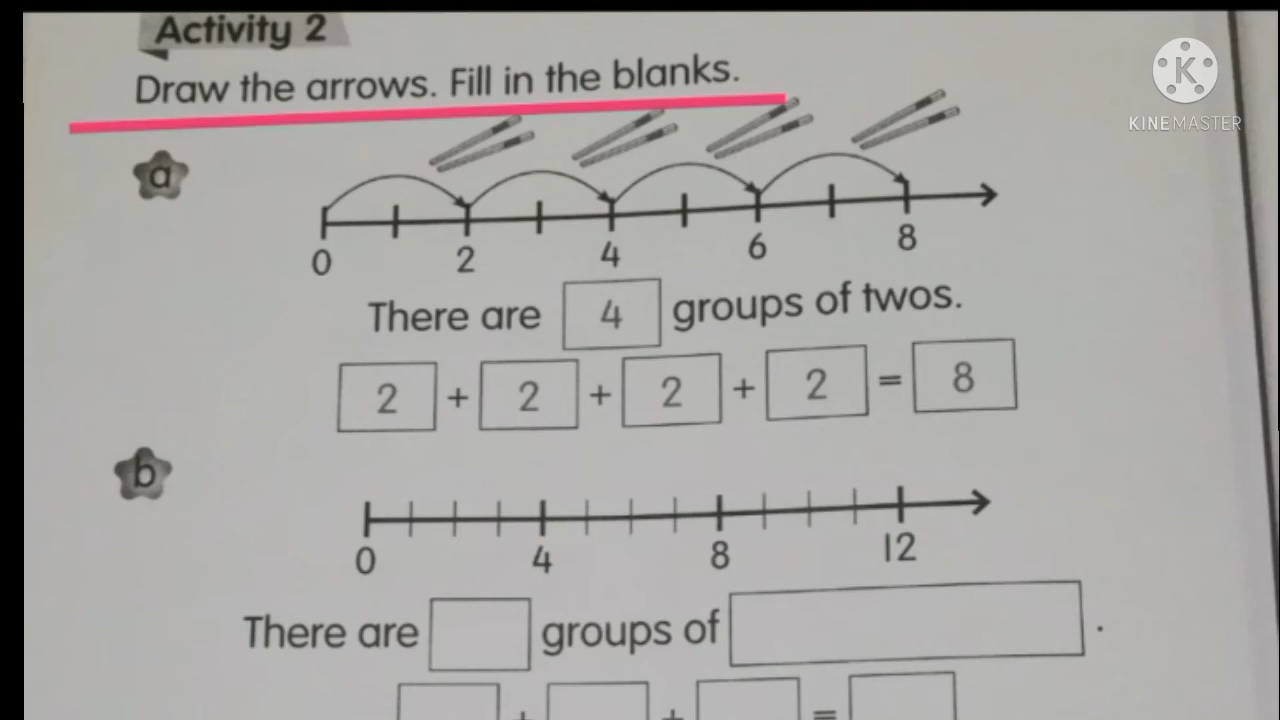 Activity 2
Draw the arrows. Fill in the blanks.
K
KINEMASTER
a
0 2 4 6 8
There are 4 groups of twos.
2 + 2 + 2 + 2 = 8
b
0 4 8 12
There are groups of .
+ + =